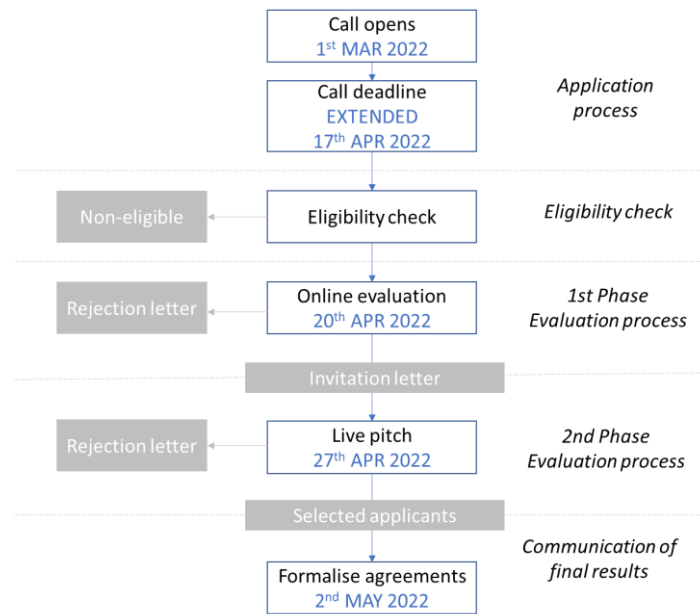 Call opens
1st MAR 2022
Call deadline
EXTENDED
17th APR 2022
Application
process
Non-eligible
Eligibility check
Eligibility check
Rejection letter
Online evaluation
20th APR 2022
1st Phase
Evaluation process
Invitation letter
Rejection letter
Live pitch
27th APR 2022
2nd Phase
Evaluation process
Selected applicants
Communication of
final results
Formalise agreements
2nd MAY 2022